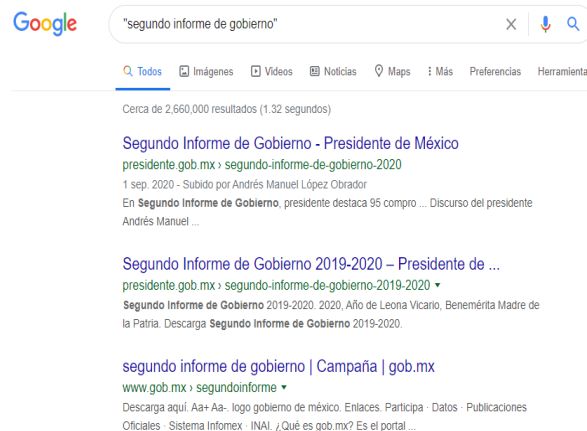 Google "segundo informe de gobierno"
Todos Imágenes Videos Noticias Maps Más Preferencias Herramienta
Cerca de 2,660,000 resultados (1.32 segundos)
Segundo Informe de Gobierno - Presidente de México
presidente.gob.mx › segundo-informe-de-gobierno-2020
1 sep. 2020 - Subido por Andrés Manuel López Obrador
En Segundo Informe de Gobierno, presidente destaca 95 compro ... Discurso del presidente
Andrés Manuel ...
Segundo Informe de Gobierno 2019-2020 – Presidente de ...
presidente.gob.mx › segundo-informe-de-gobierno-2019-2020
Segundo Informe de Gobierno 2019-2020. 2020, Año de Leona Vicario, Benemérita Madre de
la Patria. Descarga Segundo Informe de Gobierno 2019-2020.
segundo informe de gobierno | Campaña | gob.mx
www.gob.mx › segundoinforme
Descarga aquí. Aa+ Aa-. logo gobierno de méxico. Enlaces. Participa · Datos · Publicaciones
Oficiales · Sistema Infomex · INAI. ¿Qué es gob.mx? Es el portal ...